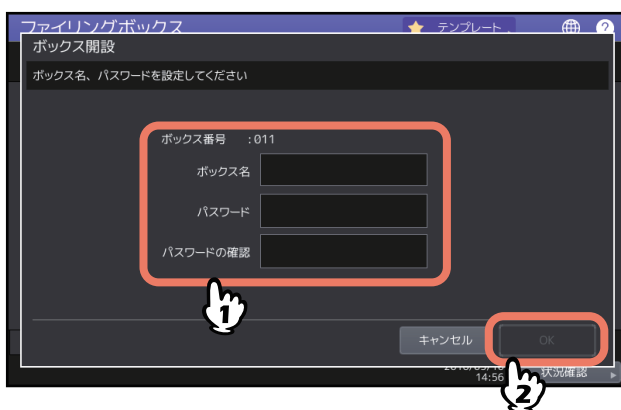 ファイリングボックス
テンプレート
?
ボックス開設
ボックス名、パスワードを設定してください
ボックス番号 :011
ボックス名
パスワード
パスワードの確認
1
キャンセル
OK
14:56
状況確認
2